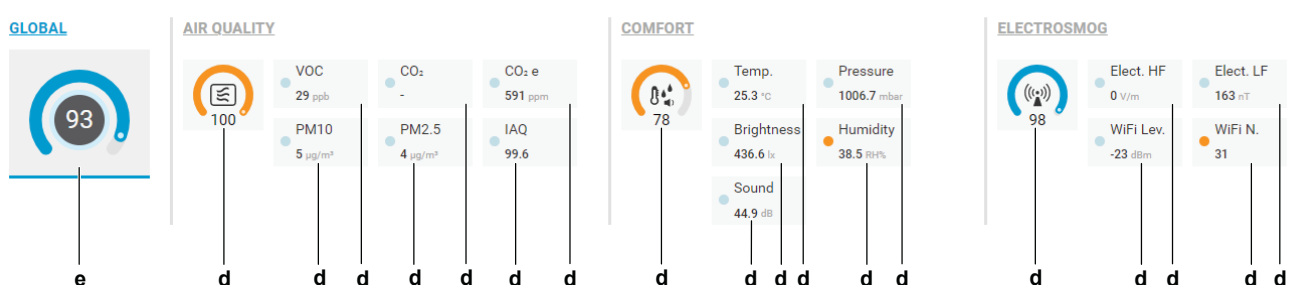 GLOBAL
93
AIR QUALITY
100
VOC
29 ppb
CO₂
-
CO₂ e
591 ppm
PM10
5 µg/m³
PM2.5
4 µg/m³
IAQ
99.6
COMFORT
78
Temp.
25.3 °C
Pressure
1006.7 mbar
Brightness
436.6 lx
Humidity
38.5 RH%
Sound
44.9 dB
ELECTROSMOG
98
Elect. HF
0 V/m
Elect. LF
163 nT
WiFi Lev.
-23 dBm
WiFi N.
31
e d d d d d d d d d d d d d d d d d d